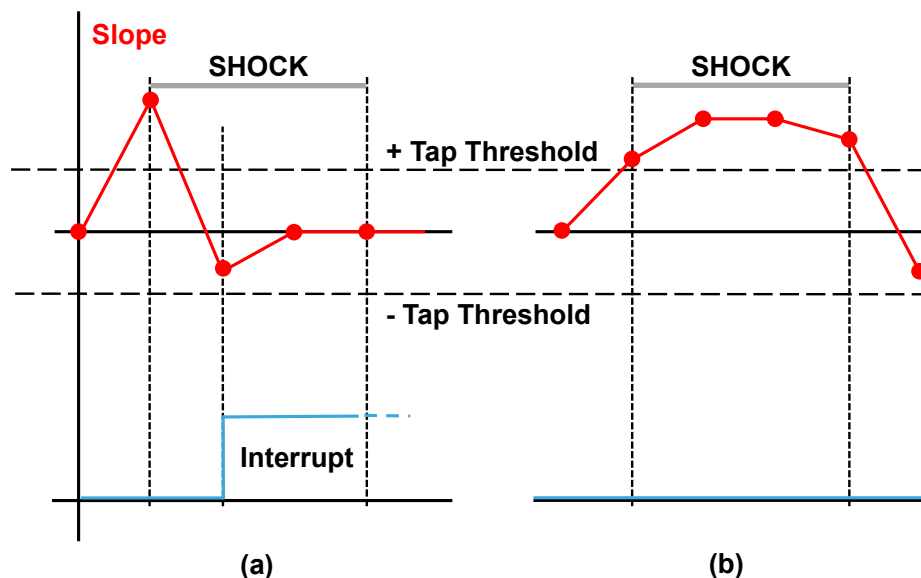 Slope
SHOCK
SHOCK
+ Tap Threshold
- Tap Threshold
Interrupt
(a)
(b)